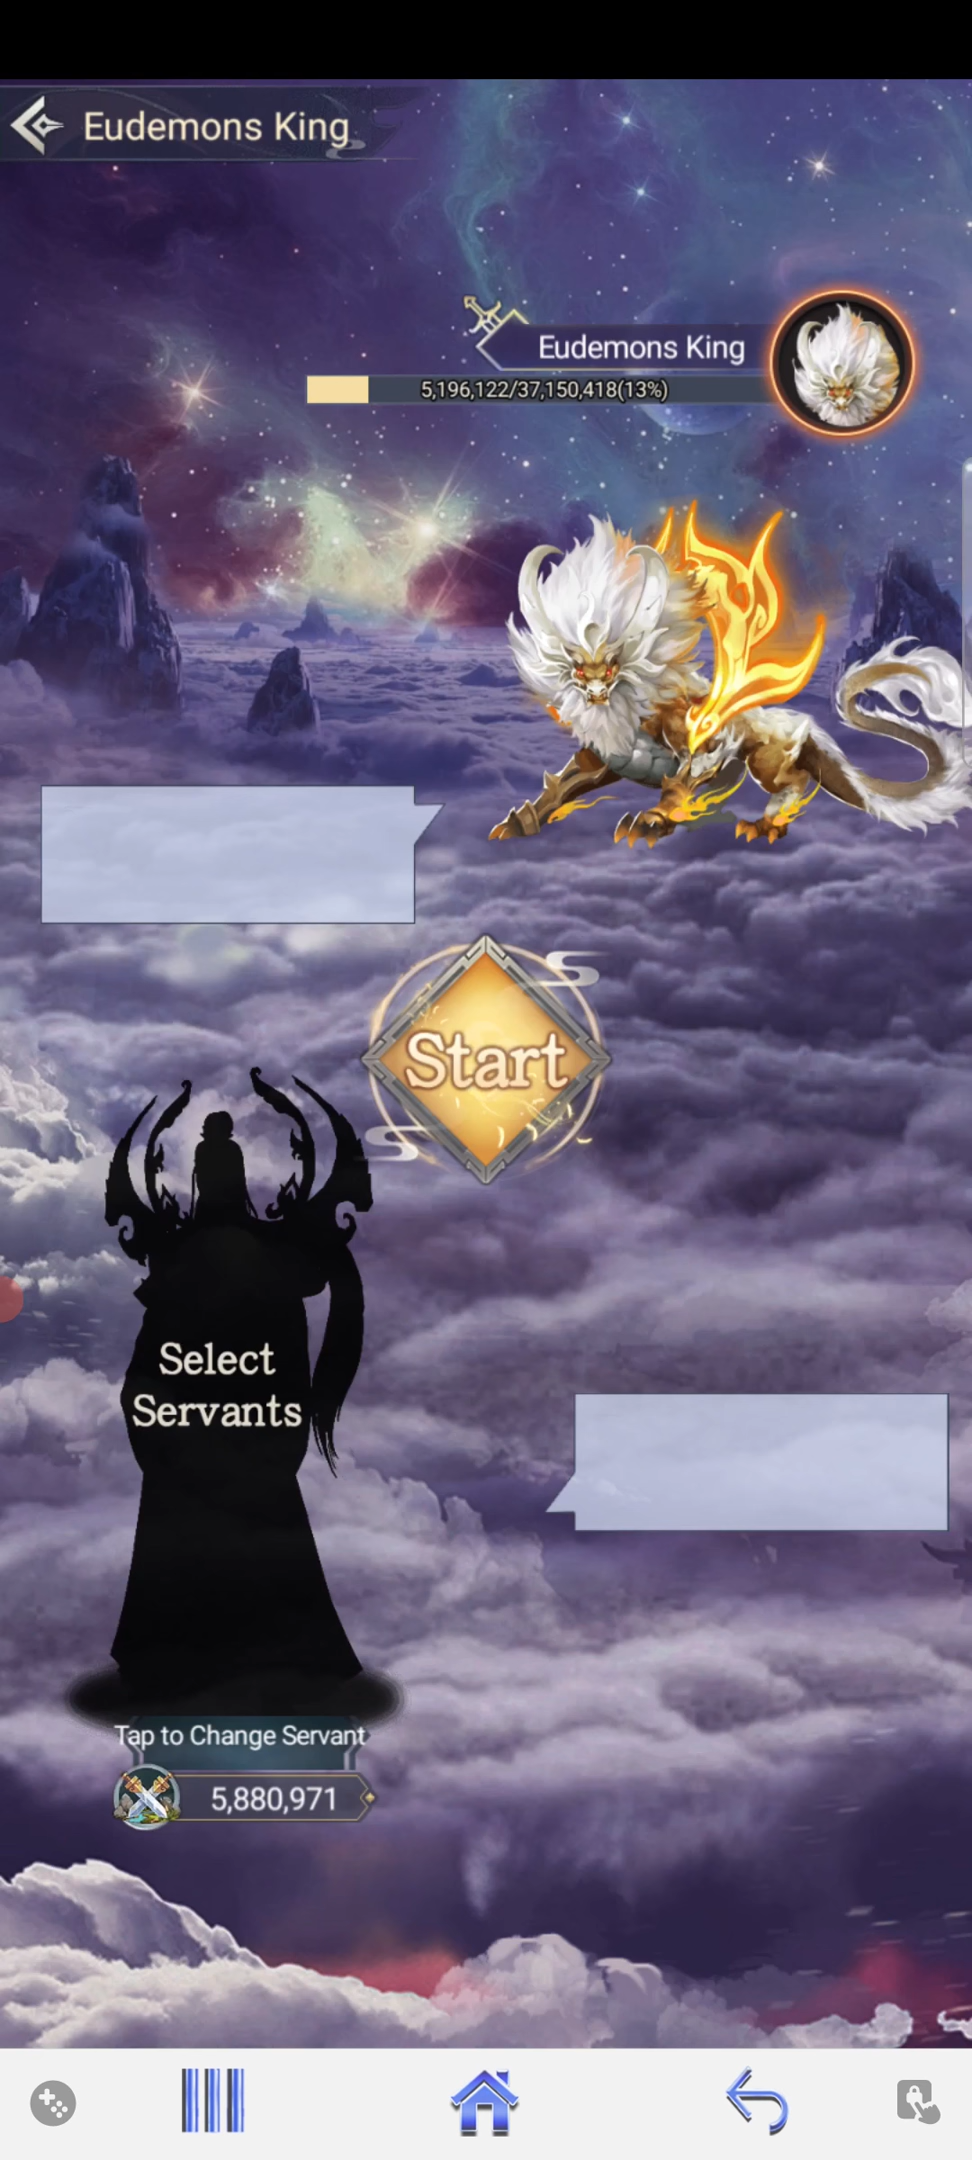 Eudemons King
Eudemons King
5,196,122/37,150,418(13%)
Start
Select
Servants
Tap to Change Servant
5,880,971